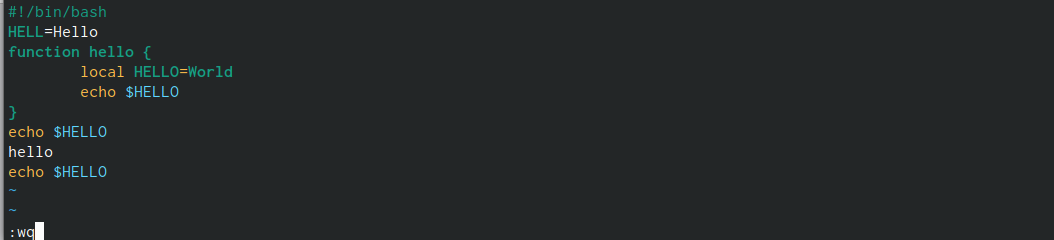 #!/bin/bash
HELL=Hello
function hello {
        local HELLO=World
        echo $HELLO
}
echo $HELLO
hello
echo $HELLO
~
~
:wq